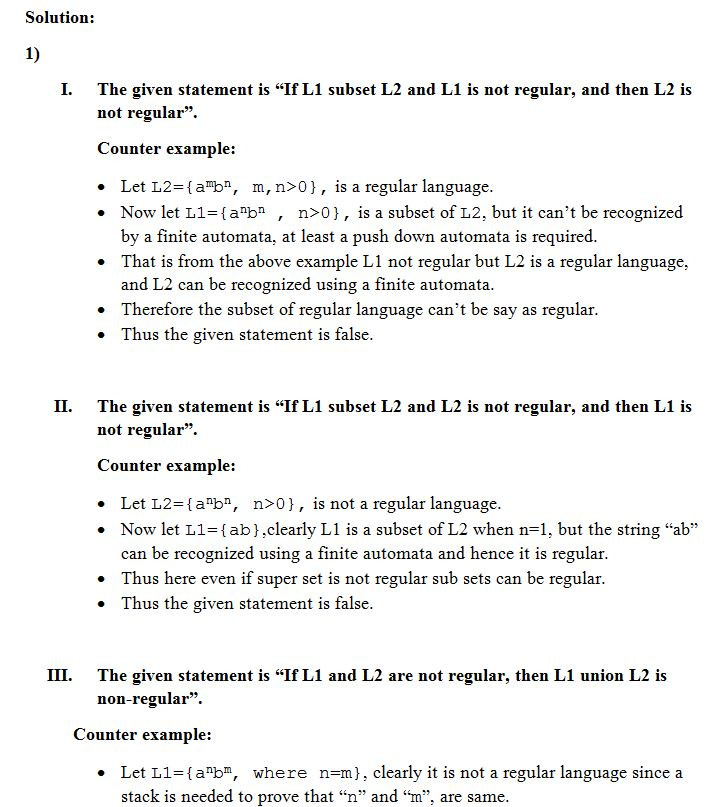 Solution:
1)
I. The given statement is “If L1 subset L2 and L1 is not regular, and then L2 is
not regular”.
Counter example:
• Let L2={aᵐbⁿ, m,n>0}, is a regular language.
• Now let L1={aⁿbⁿ , n>0}, is a subset of L2, but it can’t be recognized
by a finite automata, at least a push down automata is required.
• That is from the above example L1 not regular but L2 is a regular language,
and L2 can be recognized using a finite automata.
• Therefore the subset of regular language can’t be say as regular.
• Thus the given statement is false.
II. The given statement is “If L1 subset L2 and L2 is not regular, and then L1 is
not regular”.
Counter example:
• Let L2={aⁿbⁿ, n>0}, is not a regular language.
• Now let L1={ab},clearly L1 is a subset of L2 when n=1, but the string “ab”
can be recognized using a finite automata and hence it is regular.
• Thus here even if super set is not regular sub sets can be regular.
• Thus the given statement is false.
III. The given statement is “If L1 and L2 are not regular, then L1 union L2 is
non-regular”.
Counter example:
• Let L1={aⁿbᵐ, where n=m}, clearly it is not a regular language since a
stack is needed to prove that “n” and “m”, are same.